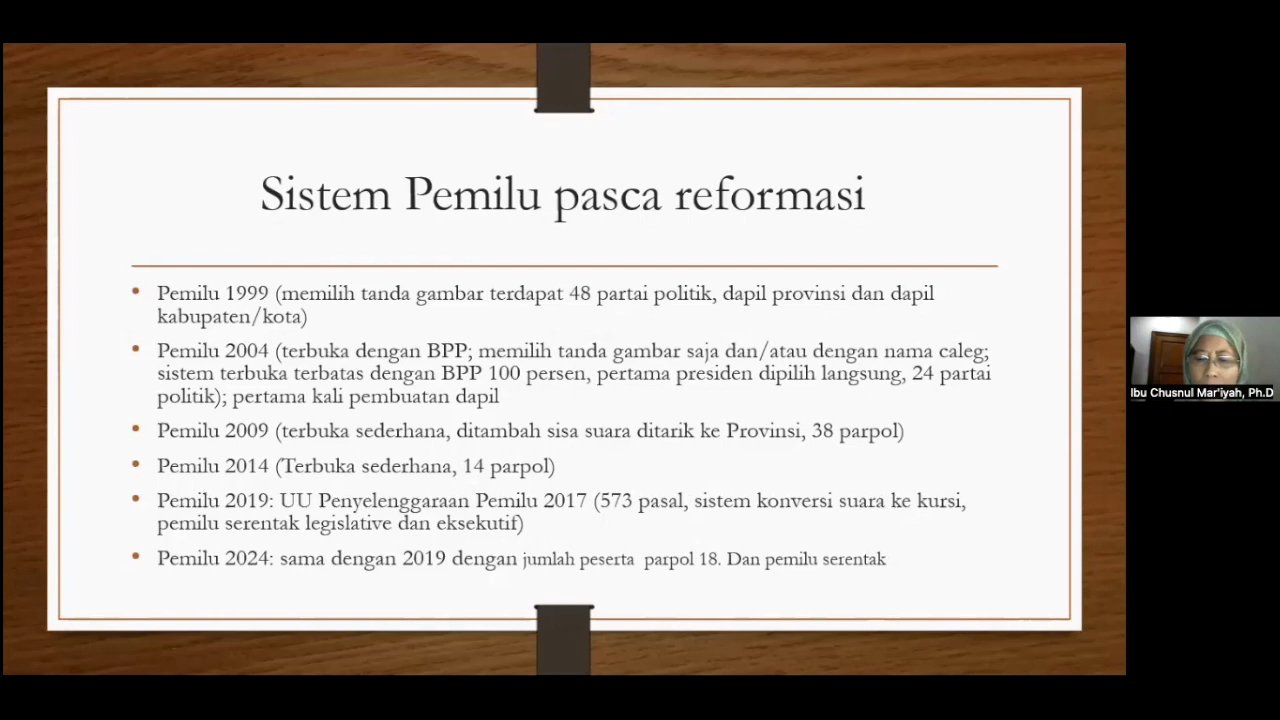 Sistem Pemilu pasca reformasi
• Pemilu 1999 (memilih tanda gambar terdapat 48 partai politik, dapil provinsi dan dapil
kabupaten/kota)
• Pemilu 2004 (terbuka dengan BPP; memilih tanda gambar saja dan/atau dengan nama caleg;
sistem terbuka terbatas dengan BPP 100 persen, pertama presiden dipilih langsung, 24 partai
politik); pertama kali pembuatan dapil
• Pemilu 2009 (terbuka sederhana, ditambah sisa suara ditarik ke Provinsi, 38 parpol)
• Pemilu 2014 (Terbuka sederhana, 14 parpol)
• Pemilu 2019: UU Penyelenggaraan Pemilu 2017 (573 pasal, sistem konversi suara ke kursi,
pemilu serentak legislative dan eksekutif)
• Pemilu 2024: sama dengan 2019 dengan jumlah peserta parpol 18. Dan pemilu serentak
Ibu Chusnul Mar'iyah, Ph.D